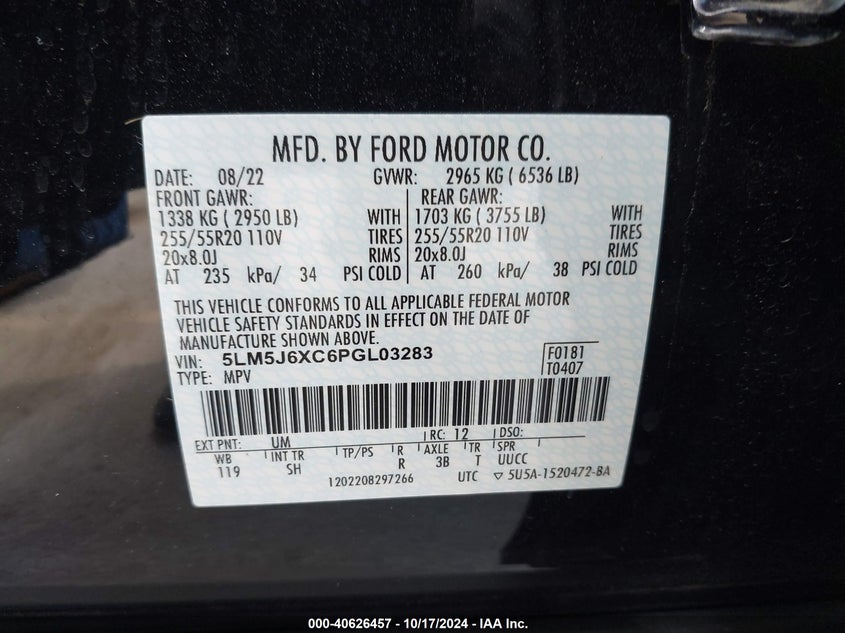 MFD. BY FORD MOTOR CO.
DATE: 08/22 GVWR: 2965 KG ( 6536 LB)
FRONT GAWR: REAR GAWR:
1338 KG ( 2950 LB) WITH 1703 KG ( 3755 LB) WITH
255/55R20 110V TIRES 255/55R20 110V TIRES
20x8.0J RIMS 20x8.0J RIMS
AT 235 kPa/ 34 PSI COLD AT 260 kPa/ 38 PSI COLD
THIS VEHICLE CONFORMS TO ALL APPLICABLE FEDERAL MOTOR
VEHICLE SAFETY STANDARDS IN EFFECT ON THE DATE OF
MANUFACTURE SHOWN ABOVE.
VIN: 5LM5J6XC6PGL03283 F0181
TYPE: MPV T0407
EXT PNT: UM RC: 12 DSO:
WB INT TR TP/PS R AXLE TR SPR
119 SH R 3B T UUCC
1202208297266 UTC ▽ 5U5A-1520472-BA
000-40626457 - 10/17/2024 - IAA Inc.